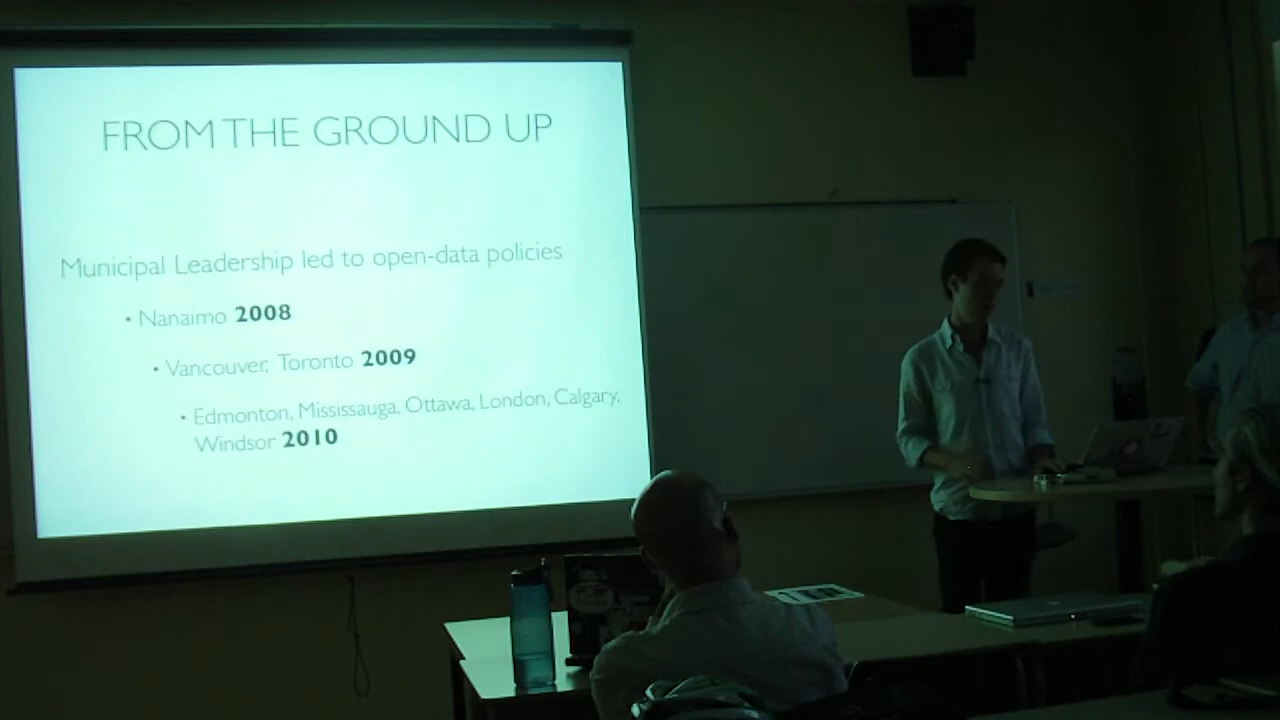 FROM THE GROUND UP
Municipal Leadership led to open-data policies
• Nanaimo 2008
• Vancouver, Toronto 2009
• Edmonton, Mississauga, Ottawa, London, Calgary,
Windsor 2010